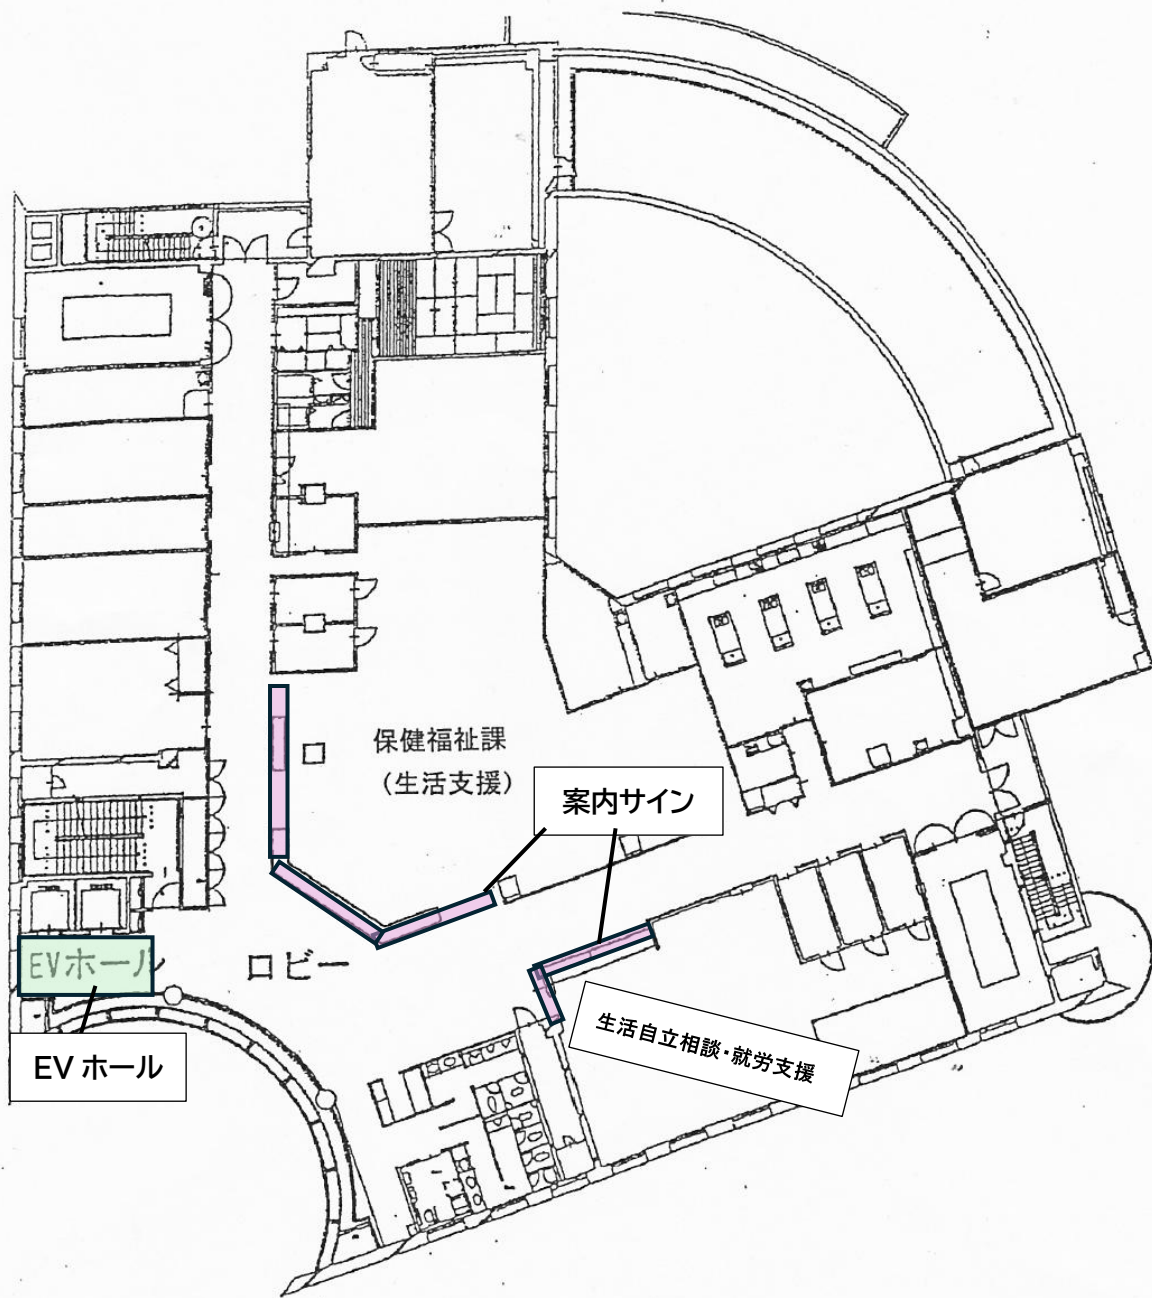 保健福祉課
(生活支援)
案内サイン
EVホール
ロビー
EV ホール
生活自立相談・就労支援